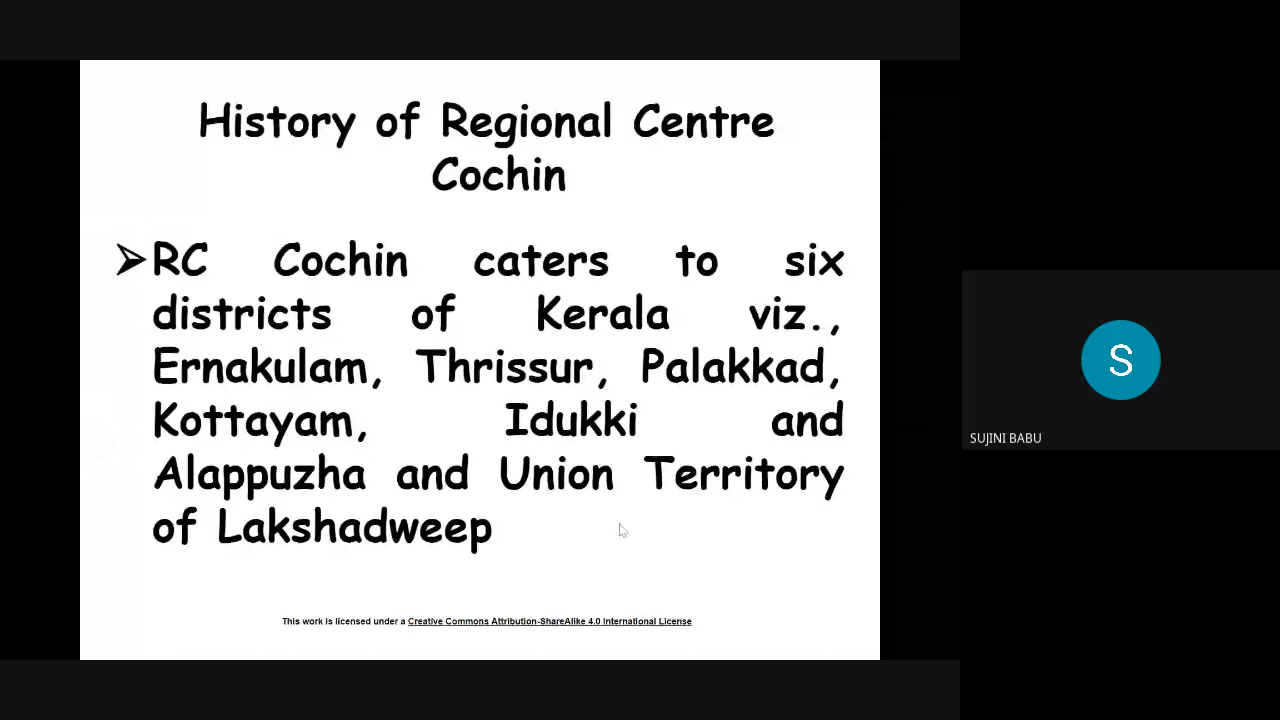 History of Regional Centre
Cochin
➢RC Cochin caters to six
districts of Kerala viz.,
Ernakulam, Thrissur, Palakkad,
Kottayam, Idukki and
Alappuzha and Union Territory
of Lakshadweep
This work is licensed under a Creative Commons Attribution-ShareAlike 4.0 International License
S
SUJINI BABU